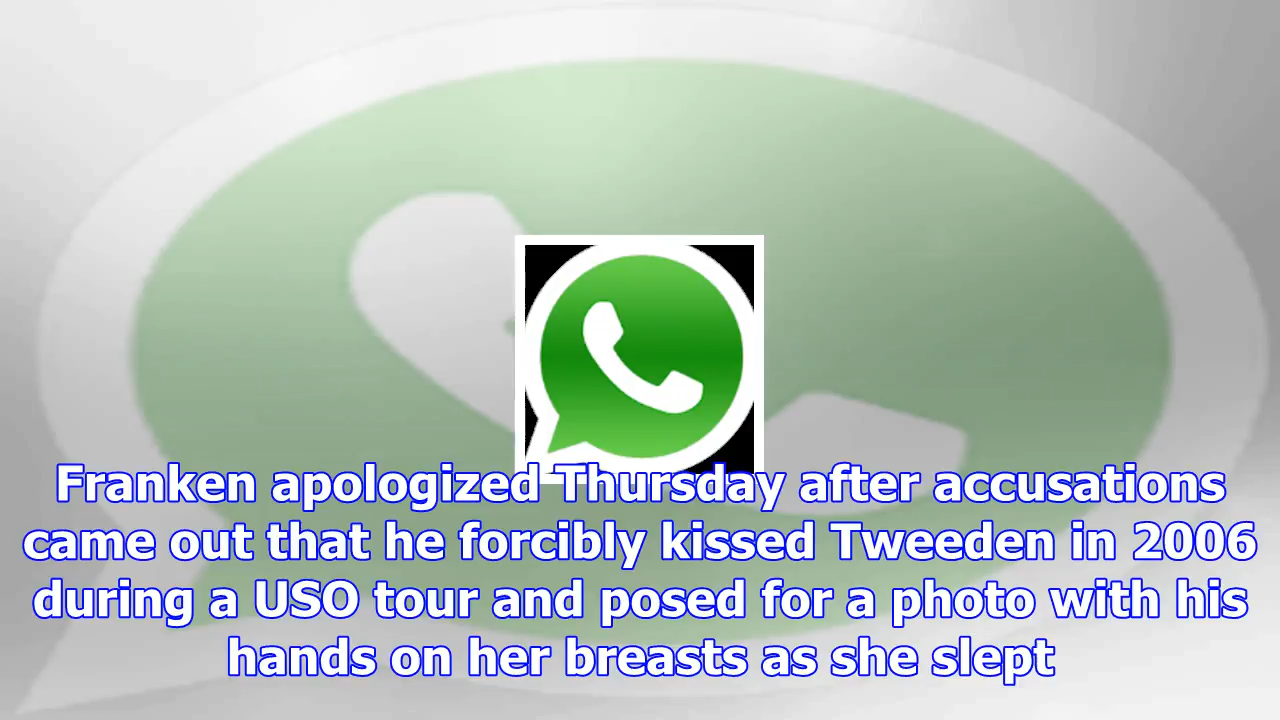 Franken apologized Thursday after accusations
came out that he forcibly kissed Tweeden in 2006
during a USO tour and posed for a photo with his
hands on her breasts as she slept